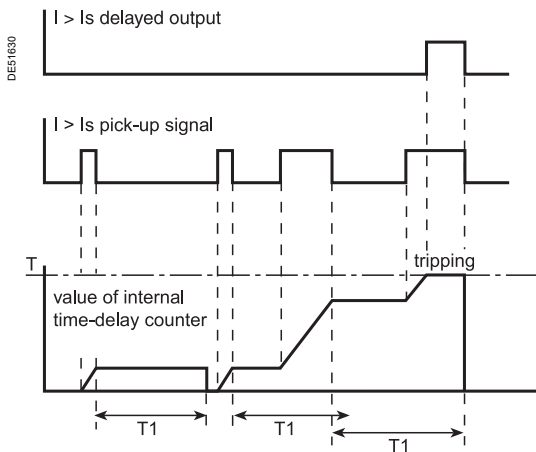 I > Is delayed output
DE51630
I > Is pick-up signal
T
tripping
value of internal
time-delay counter
T1
T1
T1